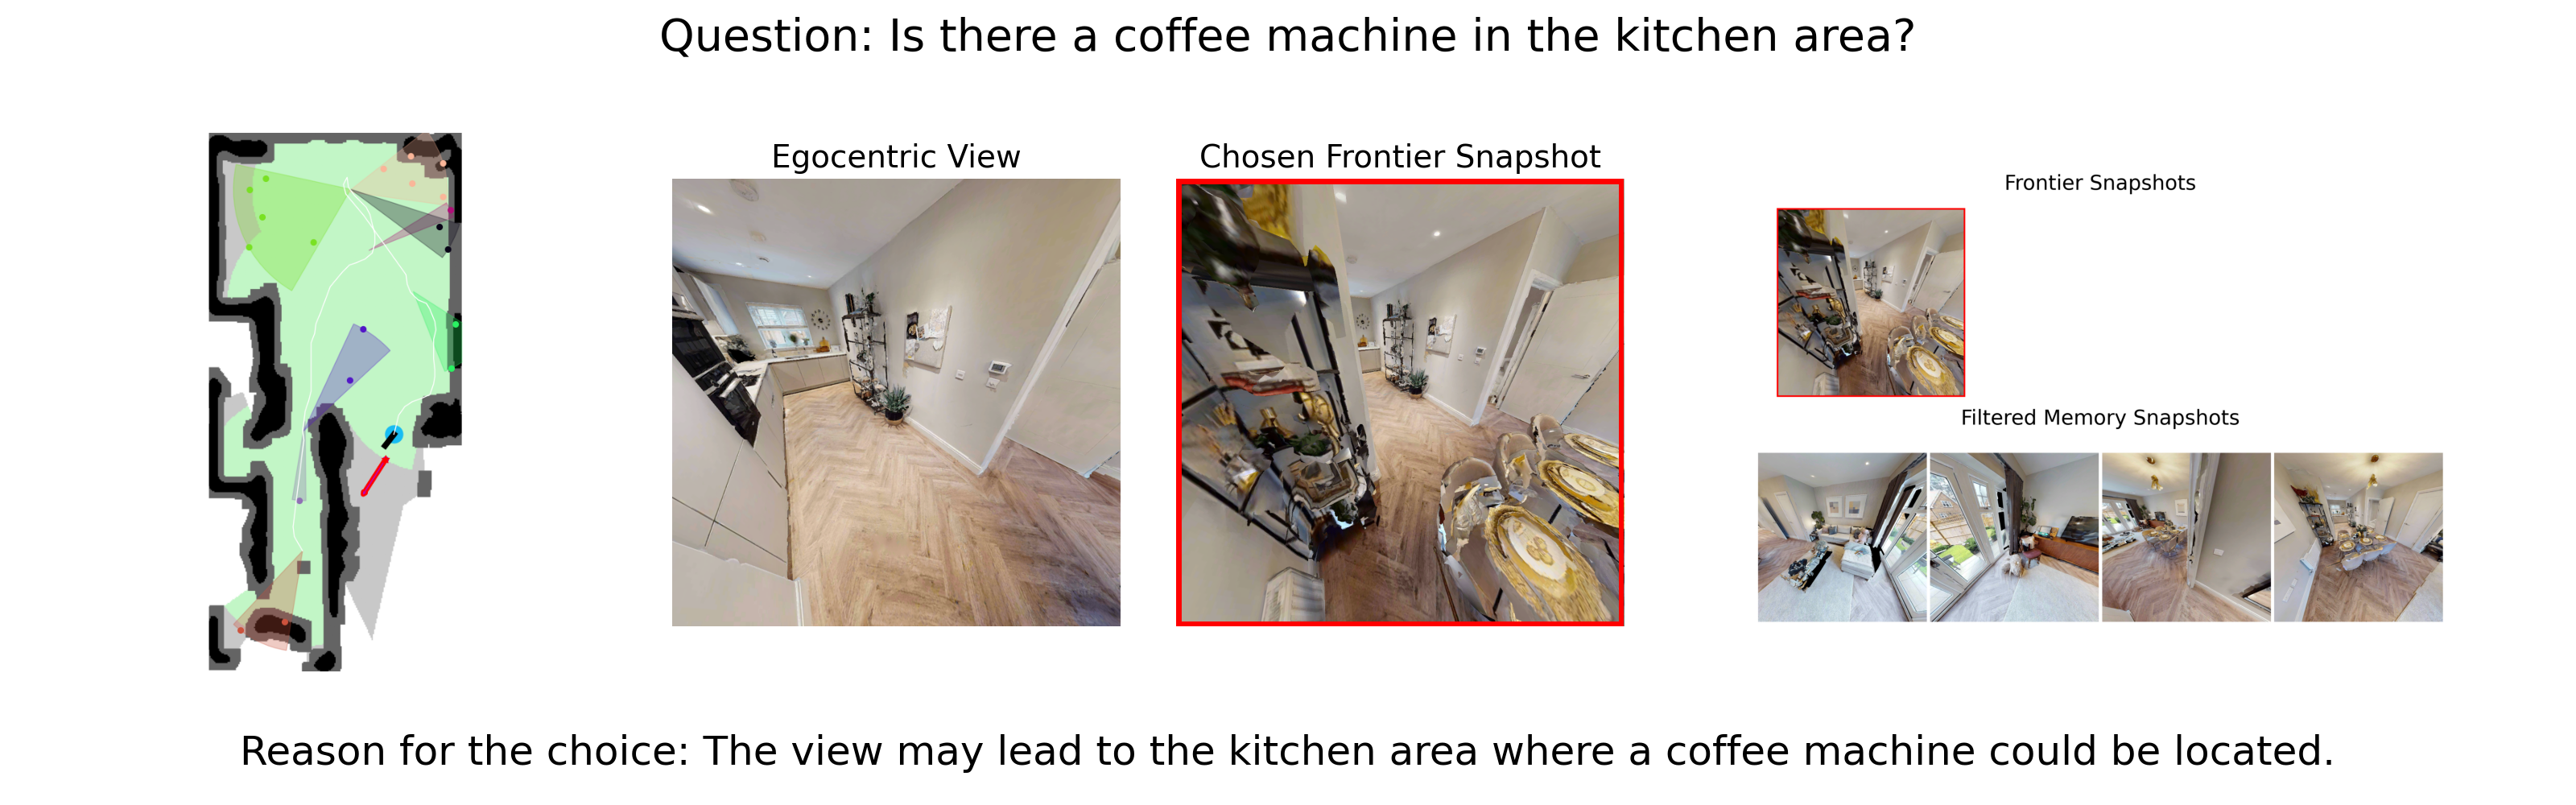 Question: Is there a coffee machine in the kitchen area?
Egocentric View
Chosen Frontier Snapshot
Frontier Snapshots
Filtered Memory Snapshots
Reason for the choice: The view may lead to the kitchen area where a coffee machine could be located.